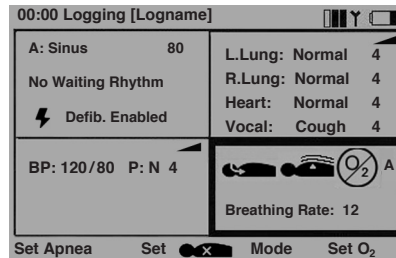 00:00 Logging [Logname]
A: Sinus 80
No Waiting Rhythm
Defib. Enabled
L.Lung: Normal 4
R.Lung: Normal 4
Heart: Normal 4
Vocal: Cough 4
BP: 120/80 P: N 4
O2 A
Breathing Rate: 12
Set Apnea Set Mode Set O2